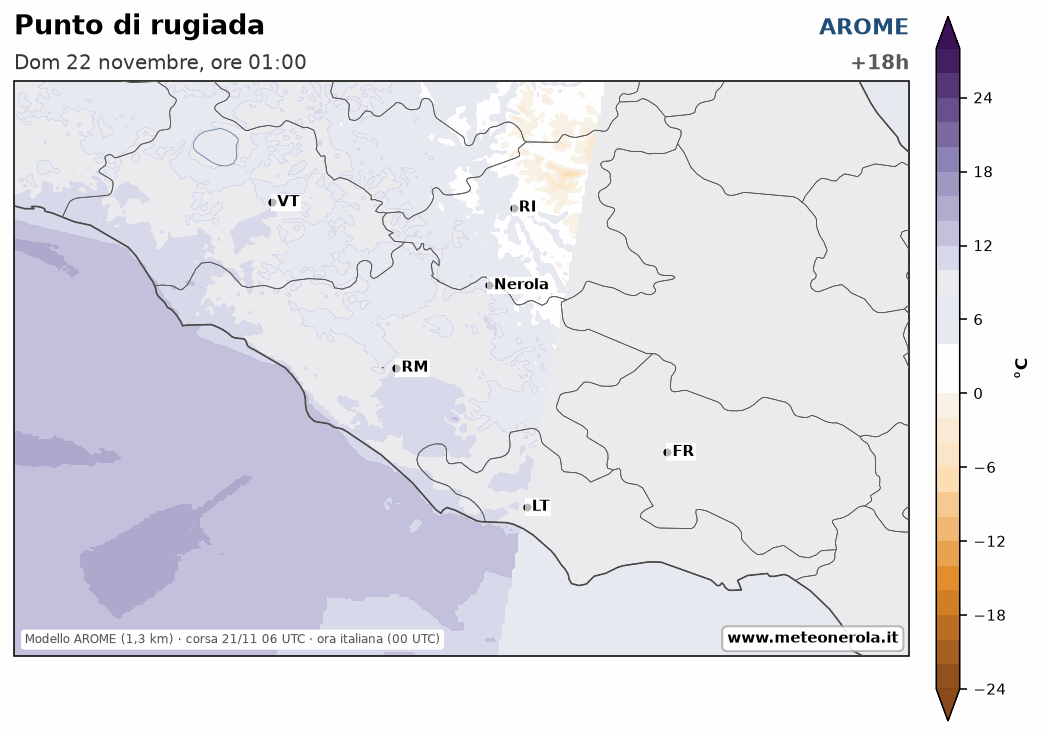 Punto di rugiada
AROME
Dom 22 novembre, ore 01:00
+18h
VT
RI
Nerola
RM
FR
LT
24
18
12
6
0
−6
−12
−18
−24
°C
Modello AROME (1,3 km) · corsa 21/11 06 UTC · ora italiana (00 UTC)
www.meteonerola.it